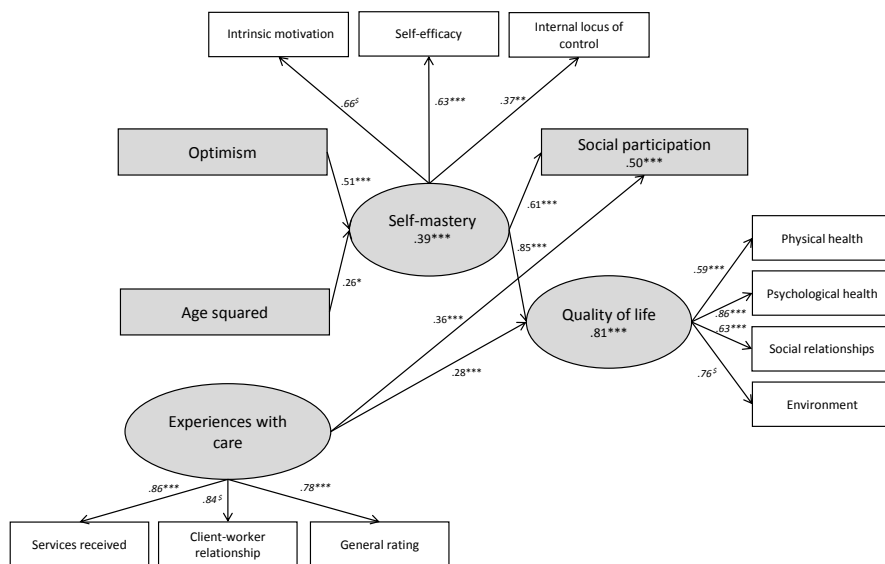 Intrinsic motivation
Self-efficacy
Internal locus of
control
.66$
.63***
.37**
Optimism
Social participation
.50***
.51***
Self-mastery
.39***
.61***
.85***
Physical health
.59***
Age squared
.26*
Psychological health
.86***
Quality of life
.81***
.36***
.63***
Social relationships
.28***
.76$
Environment
Experiences with
care
.86***
.84$
.78***
Services received
Client-worker
relationship
General rating